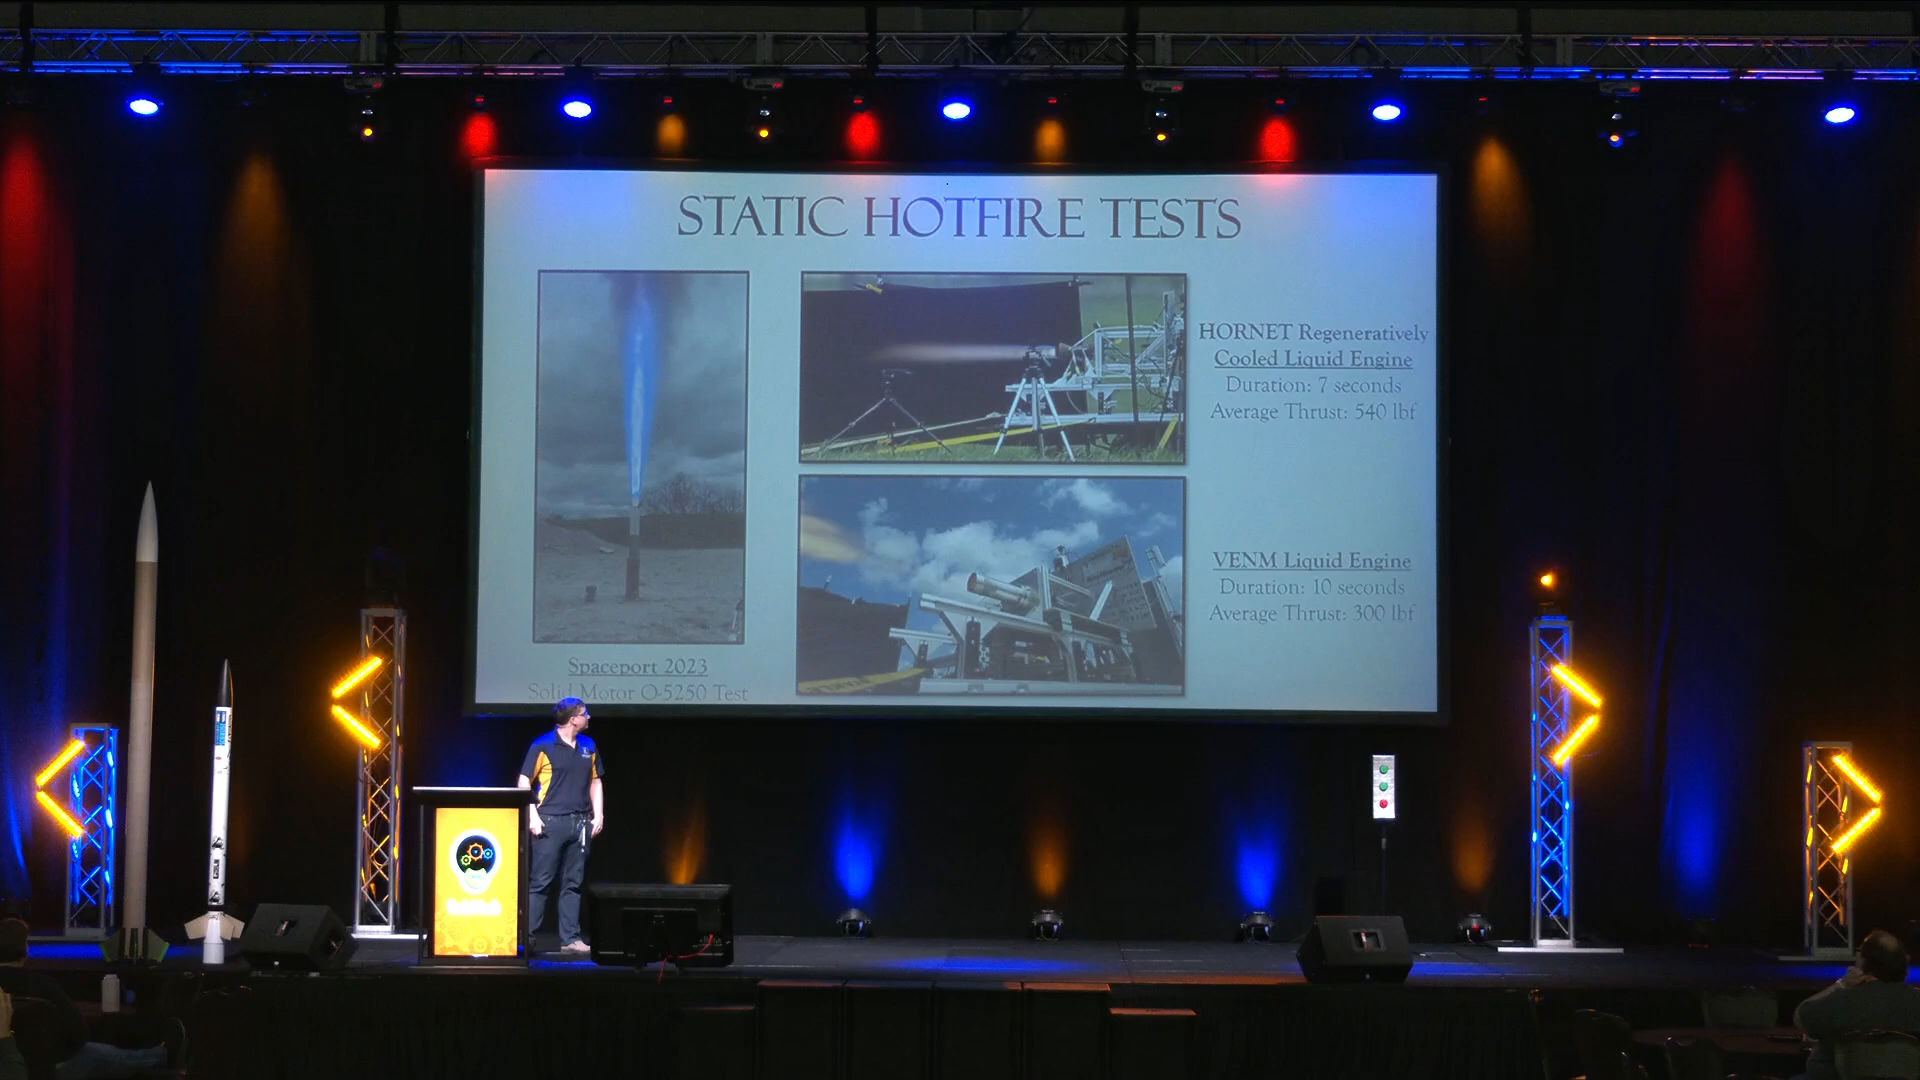 STATIC HOTFIRE TESTS
HORNET Regeneratively
Cooled Liquid Engine
Duration: 7 seconds
Average Thrust: 540 lbf
VENM Liquid Engine
Duration: 10 seconds
Average Thrust: 300 lbf
Spaceport 2023
Solid Motor O-5250 Test